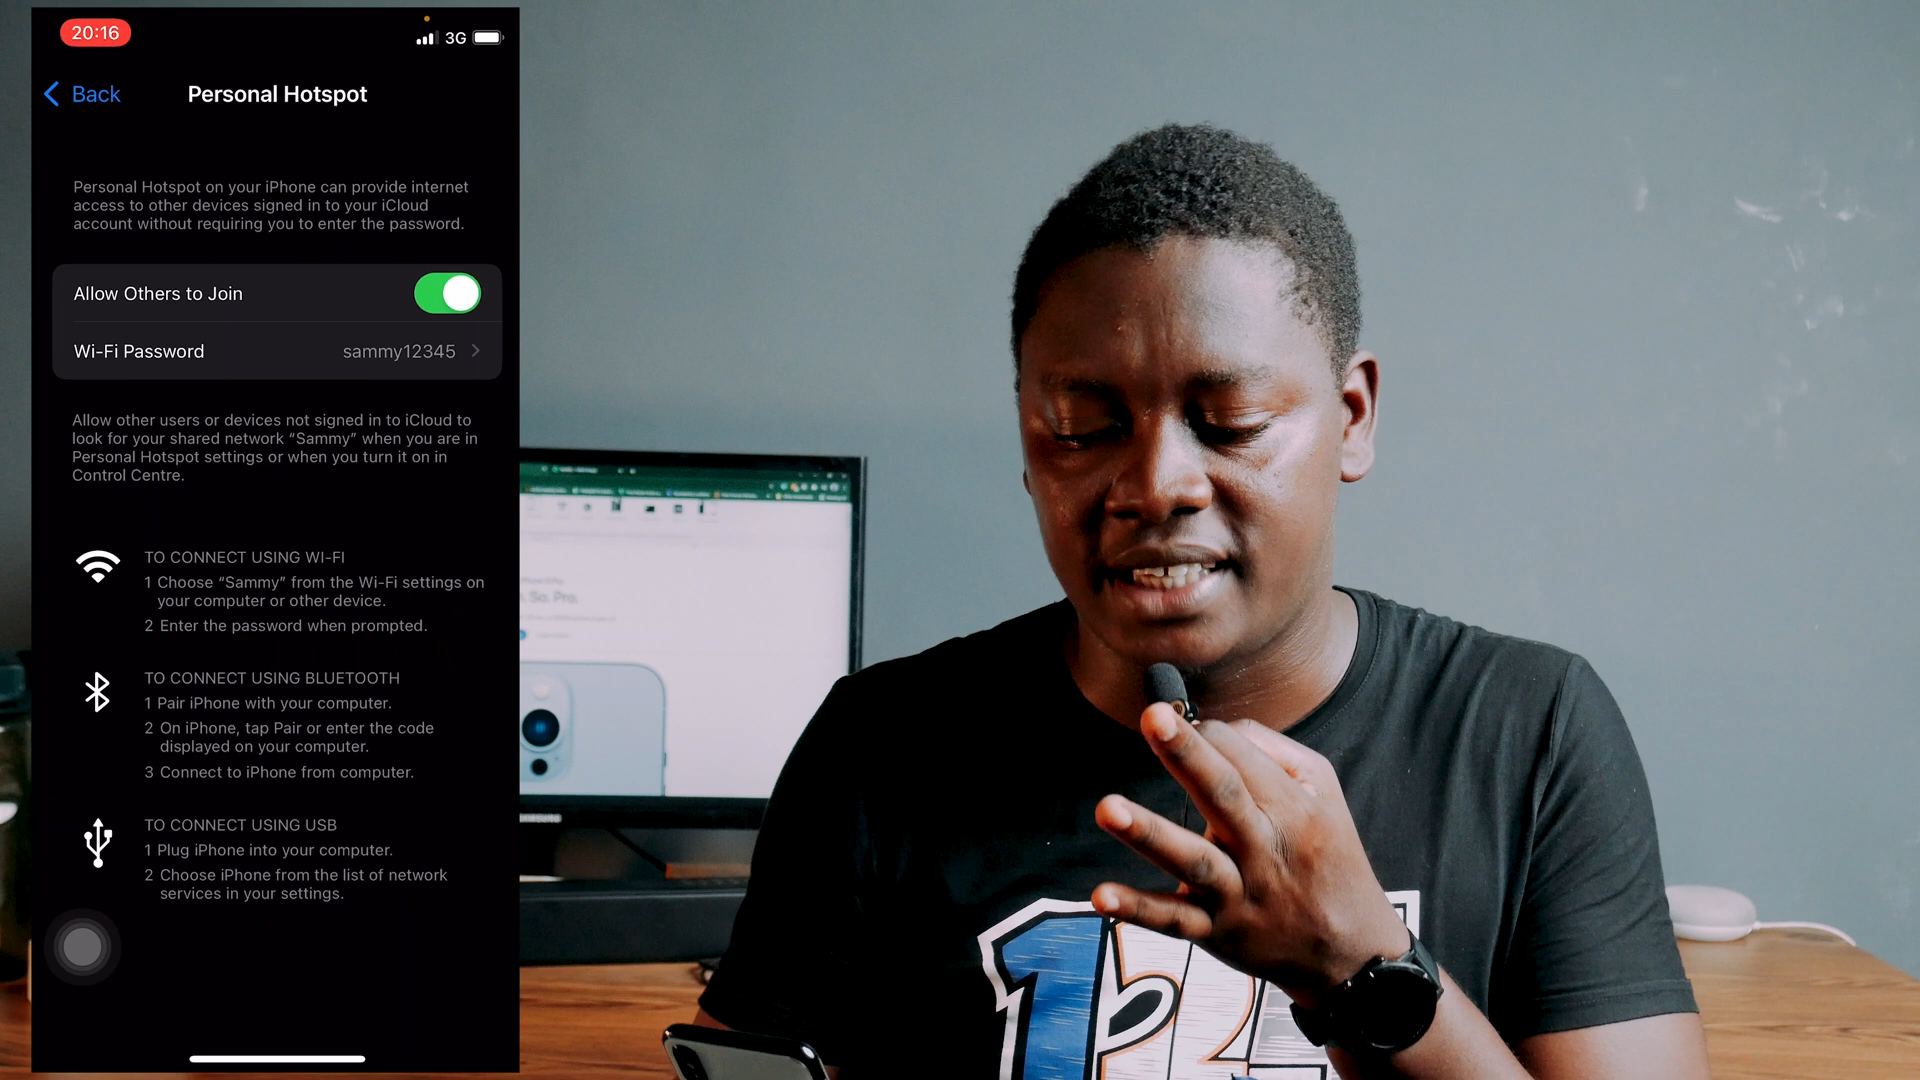 20:16
3G
Back
Personal Hotspot
Personal Hotspot on your iPhone can provide internet
access to other devices signed in to your iCloud
account without requiring you to enter the password.
Allow Others to Join
Wi-Fi Password sammy12345
Allow other users or devices not signed in to iCloud to
look for your shared network “Sammy” when you are in
Personal Hotspot settings or when you turn it on in
Control Centre.
TO CONNECT USING WI-FI
1 Choose “Sammy” from the Wi-Fi settings on
your computer or other device.
2 Enter the password when prompted.
TO CONNECT USING BLUETOOTH
1 Pair iPhone with your computer.
2 On iPhone, tap Pair or enter the code
displayed on your computer.
3 Connect to iPhone from computer.
TO CONNECT USING USB
1 Plug iPhone into your computer.
2 Choose iPhone from the list of network
services in your settings.
. So. Pro.